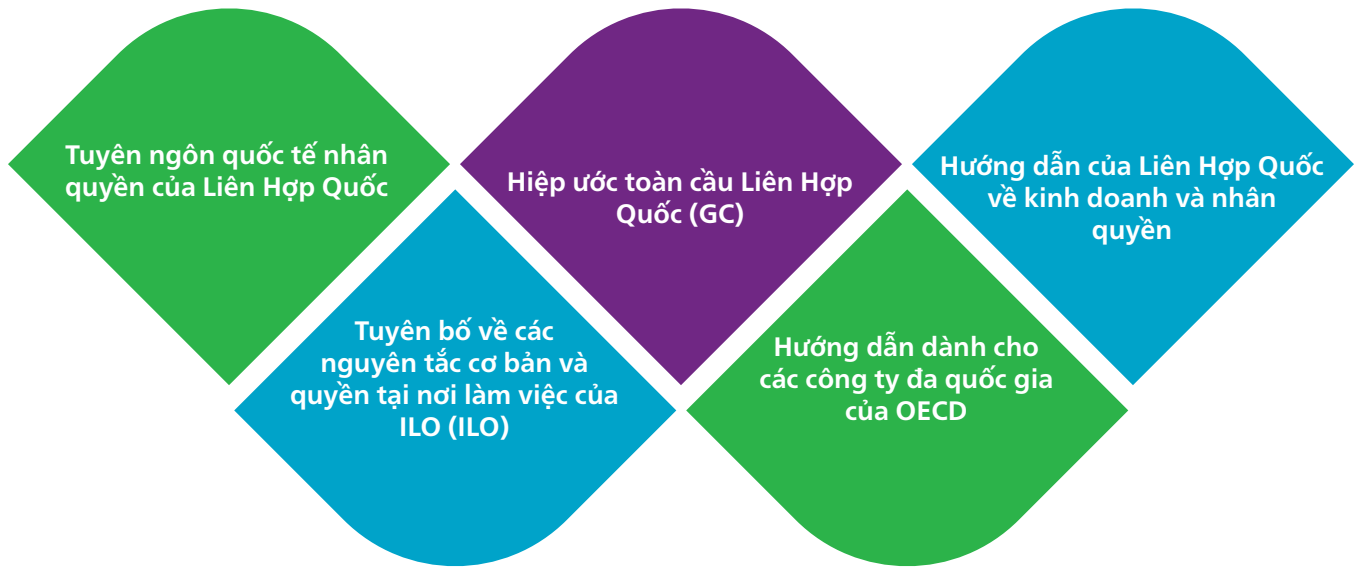 Tuyên ngôn quốc tế nhân
quyền của Liên Hợp Quốc
Hiệp ước toàn cầu Liên Hợp
Quốc (GC)
Hướng dẫn của Liên Hợp Quốc
về kinh doanh và nhân
quyền
Tuyên bố về các
nguyên tắc cơ bản và
quyền tại nơi làm việc của
ILO (ILO)
Hướng dẫn dành cho
các công ty đa quốc gia
của OECD